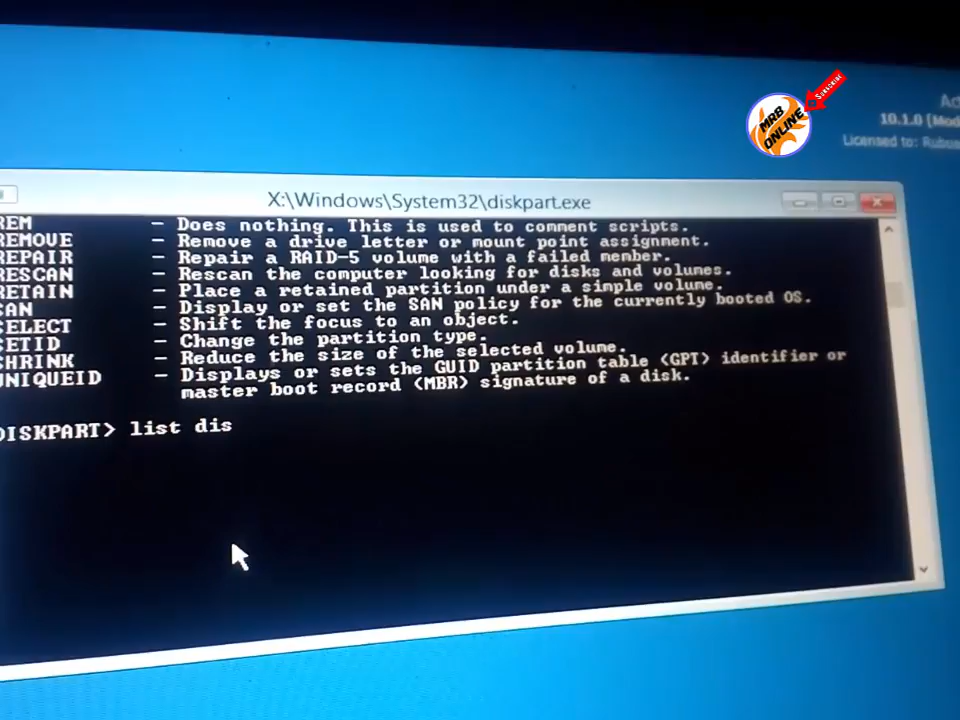 Subscribe
MRB
ONLINE
10.1.0
Licensed to:
X:\Windows\System32\diskpart.exe
REM – Does nothing. This is used to comment scripts.
REMOVE – Remove a drive letter or mount point assignment.
REPAIR – Repair a RAID-5 volume with a failed member.
RESCAN – Rescan the computer looking for disks and volumes.
RETAIN – Place a retained partition under a simple volume.
SAN – Display or set the SAN policy for the currently booted OS.
SELECT – Shift the focus to an object.
SETID – Change the partition type.
SHRINK – Reduce the size of the selected volume.
UNIQUEID – Displays or sets the GUID partition table (GPT) identifier or
master boot record (MBR) signature of a disk.
DISKPART> list dis